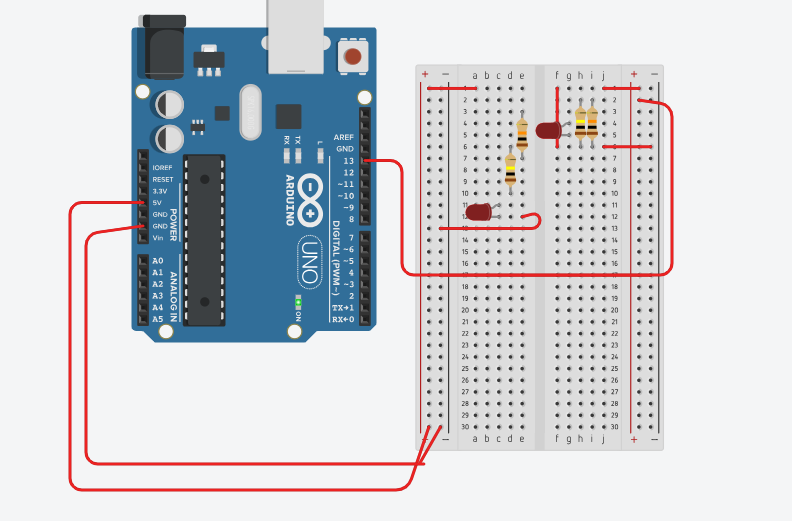 AREF
GND
RX
TX
L
13
12
~11
~10
~9
8
IOREF
RESET
3.3V
5V
GND
GND
Vin
POWER
ARDUINO
UNO
DIGITAL (PWM~)
7
~6
~5
4
~3
2
TX→1
RX←0
A0
A1
A2
A3
A4
A5
ANALOG IN
ON
+ − a b c d e f g h i j + −
1 1
2 2
3 3
4 4
5 5
6 6
7 7
8 8
9 9
10 10
11 11
12 12
13 13
14 14
15 15
16 16
17 17
18 18
19 19
20 20
21 21
22 22
23 23
24 24
25 25
26 26
27 27
28 28
29 29
30 30
+ − a b c d e f g h i j + −